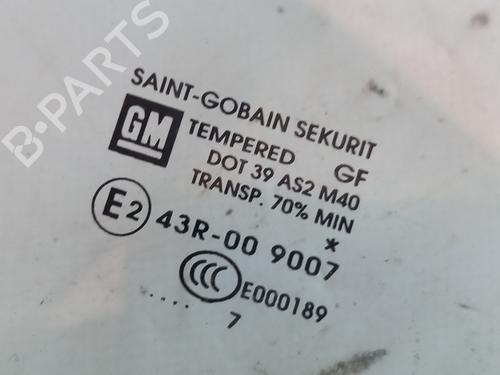 B-PARTS
SAINT-GOBAIN SEKURIT
GM
TEMPERED GF
DOT 39 AS2 M40
TRANSP. 70% MIN
*
E2 43R-00 9007
CCC E000189
.... 7